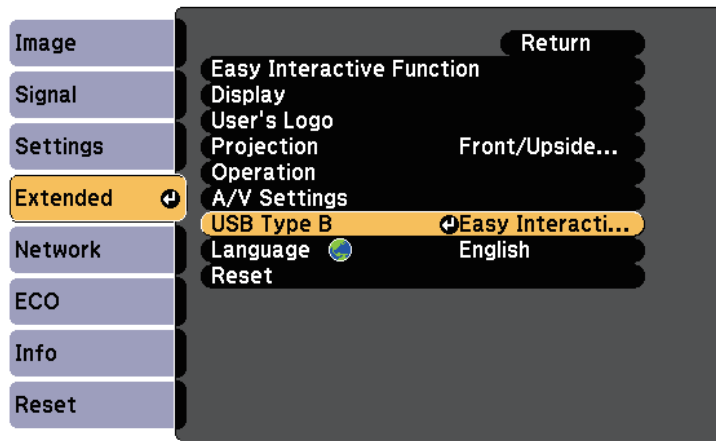 Image
Signal
Settings
Extended
Network
ECO
Info
Reset
Return
Easy Interactive Function
Display
User's Logo
Projection Front/Upside...
Operation
A/V Settings
USB Type B Easy Interacti...
Language English
Reset